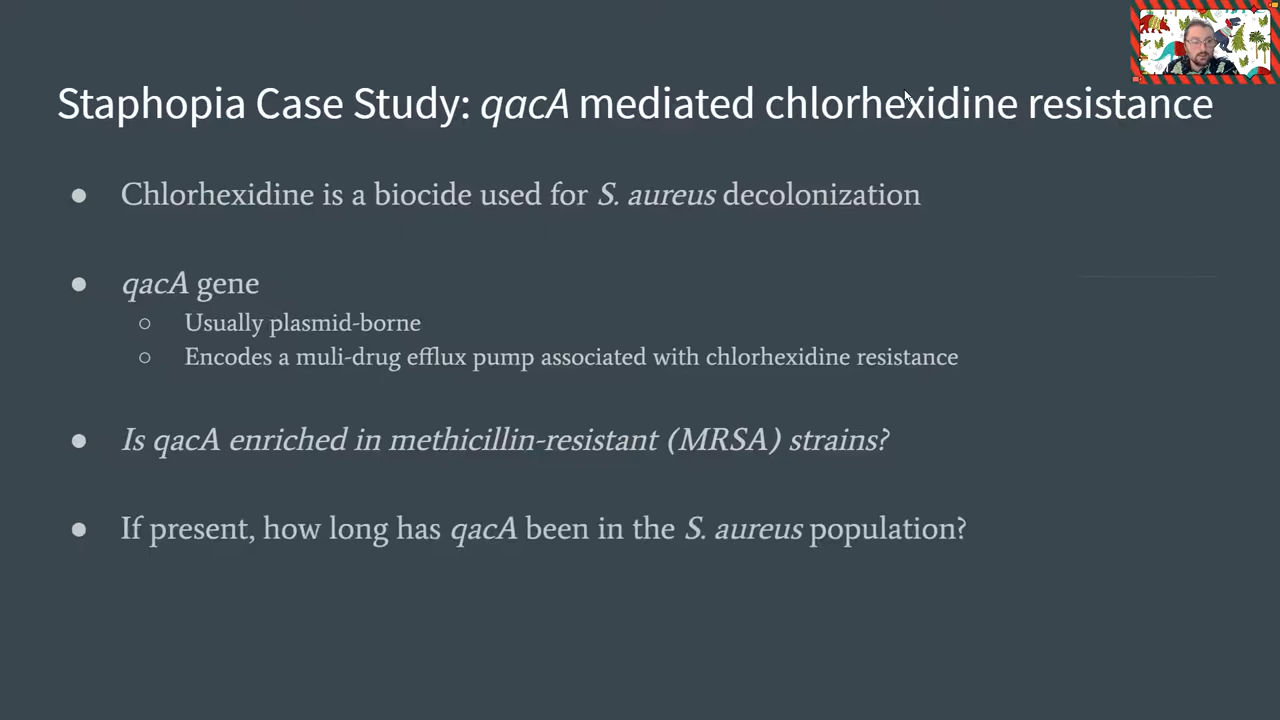 Staphopia Case Study: qacA mediated chlorhexidine resistance
● Chlorhexidine is a biocide used for S. aureus decolonization
● qacA gene
○ Usually plasmid-borne
○ Encodes a muli-drug efflux pump associated with chlorhexidine resistance
● Is qacA enriched in methicillin-resistant (MRSA) strains?
● If present, how long has qacA been in the S. aureus population?